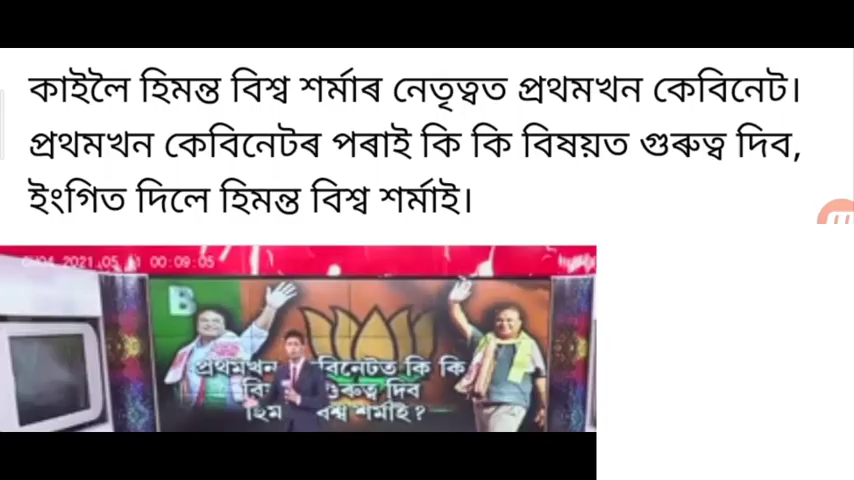 কাইলৈ হিমন্ত বিশ্ব শৰ্মাৰ নেতৃত্বত প্ৰথমখন কেবিনেট।
প্ৰথমখন কেবিনেটৰ পৰাই কি কি বিষয়ত গুৰুত্ব দিব,
ইংগিত দিলে হিমন্ত বিশ্ব শৰ্মাই।
2021 05 00:09:05
B
প্ৰথমখন বিনেটত কি কি
গুৰুত্ব দিব
শৰ্মাই?